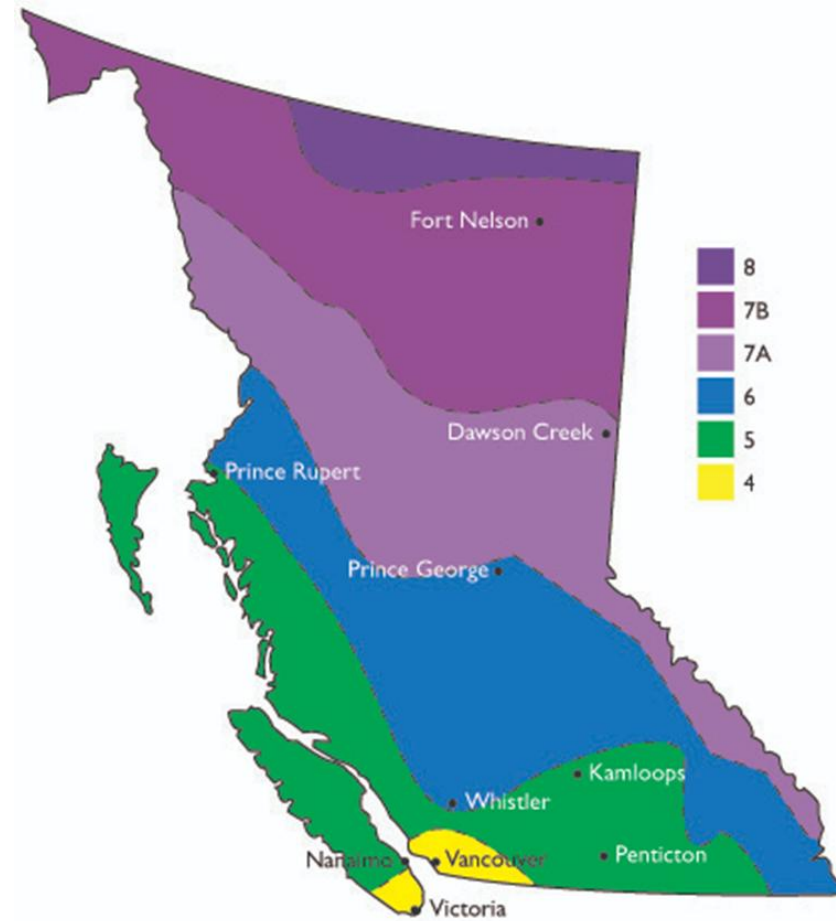 Fort Nelson
8
7B
7A
6
5
4
Dawson Creek
Prince Rupert
Prince George
Kamloops
Whistler
Nanaimo
Vancouver
Penticton
Victoria